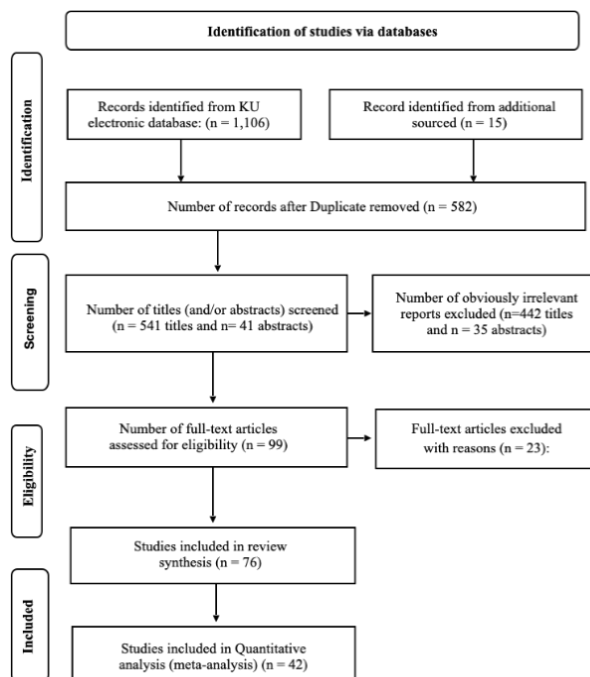 Identification of studies via databases
Identification
Records identified from KU
electronic database: (n = 1,106)
Record identified from additional
sourced (n = 15)
Number of records after Duplicate removed (n = 582)
Screening
Number of titles (and/or abstracts) screened
(n = 541 titles and n= 41 abstracts)
Number of obviously irrelevant
reports excluded (n=442 titles
and n = 35 abstracts)
Eligibility
Number of full-text articles
assessed for eligibility (n = 99)
Full-text articles excluded
with reasons (n = 23):
Studies included in review
synthesis (n = 76)
Included
Studies included in Quantitative
analysis (meta-analysis) (n = 42)